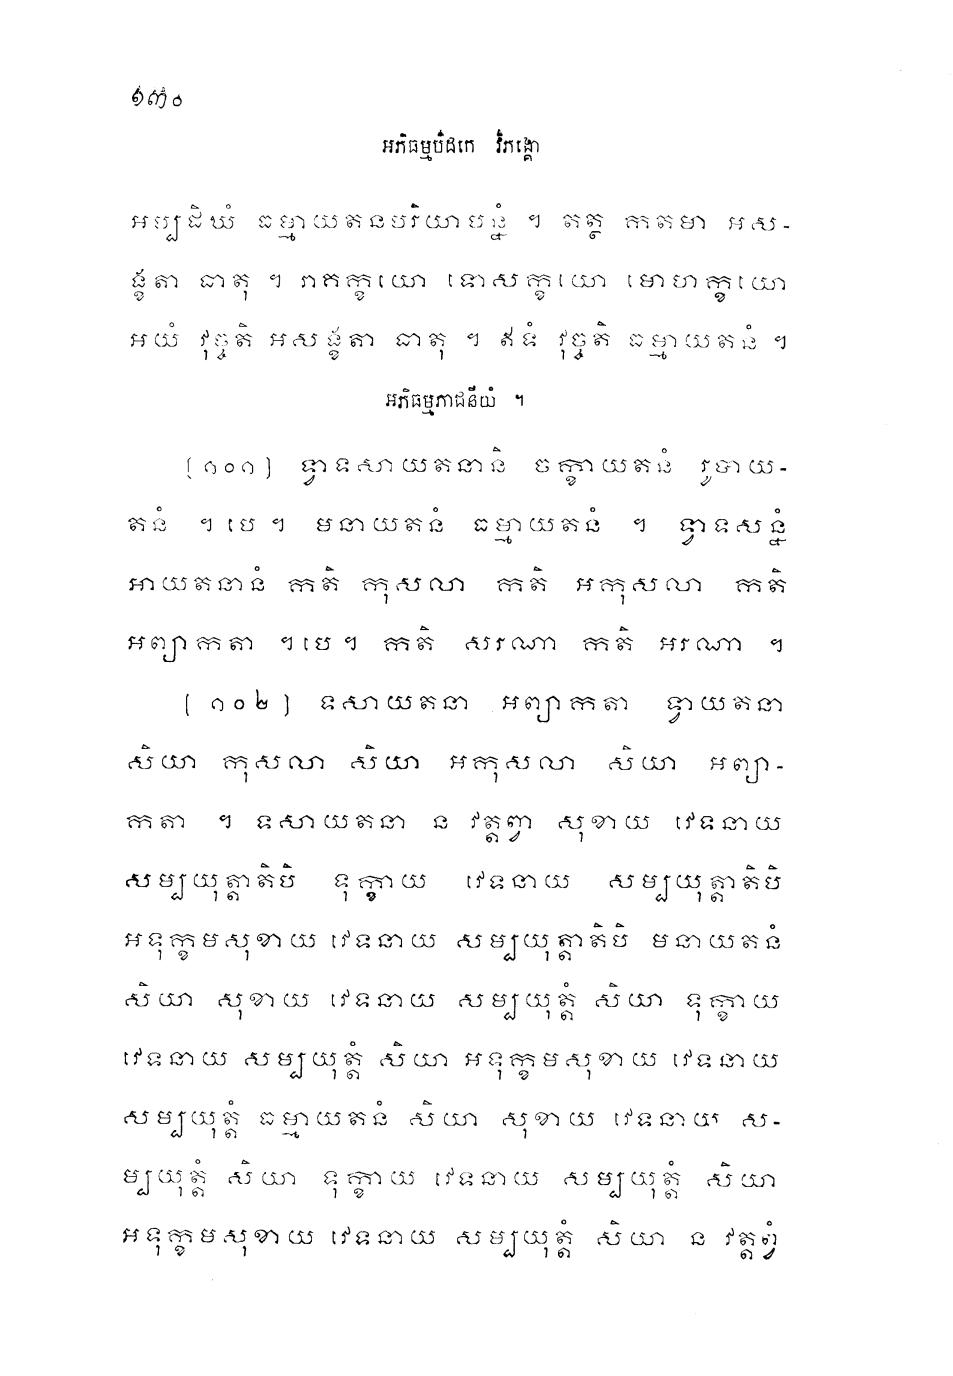 ១៣០
អភិធម្មបិដកេ វិភង្គោ
អប្បដិឃំ ធម្មាយតនបរិយាបន្នំ ។ តត្ថ កតមា អស-
ង្ខតា ធាតុ ។ រាគក្ខយោ ទោសក្ខយោ មោហក្ខយោ
អយំ វុច្ចតិ អសង្ខតា ធាតុ ។ ឥទំ វុច្ចតិ ធម្មាយតនំ ។
អភិធម្មភាជនីយំ ។
[១០១] ទ្វាទសាយតនានិ ចក្ខាយតនំ រូបាយ-
តនំ ។ បេ ។ មនាយតនំ ធម្មាយតនំ ។ ទ្វាទសន្នំ
អាយតនានំ កតិ កុសលា កតិ អកុសលា កតិ
អព្យាកតា ។ បេ ។ កតិ សរណា កតិ អរណា ។
[១០២] ទសាយតនា អព្យាកតា ទ្វាយតនា
សិយា កុសលា សិយា អកុសលា សិយា អព្យា-
កតា ។ ទសាយតនា ន វត្តព្វា សុខាយ វេទនាយ
សម្បយុត្តាតិបិ ទុក្ខាយ វេទនាយ សម្បយុត្តាតិបិ
អទុក្ខមសុខាយ វេទនាយ សម្បយុត្តាតិបិ មនាយតនំ
សិយា សុខាយ វេទនាយ សម្បយុត្តំ សិយា ទុក្ខាយ
វេទនាយ សម្បយុត្តំ សិយា អទុក្ខមសុខាយ វេទនាយ
សម្បយុត្តំ ធម្មាយតនំ សិយា សុខាយ វេទនាយ ស-
ម្បយុត្តំ សិយា ទុក្ខាយ វេទនាយ សម្បយុត្តំ សិយា
អទុក្ខមសុខាយ វេទនាយ សម្បយុត្តំ សិយា ន វត្តព្វំ